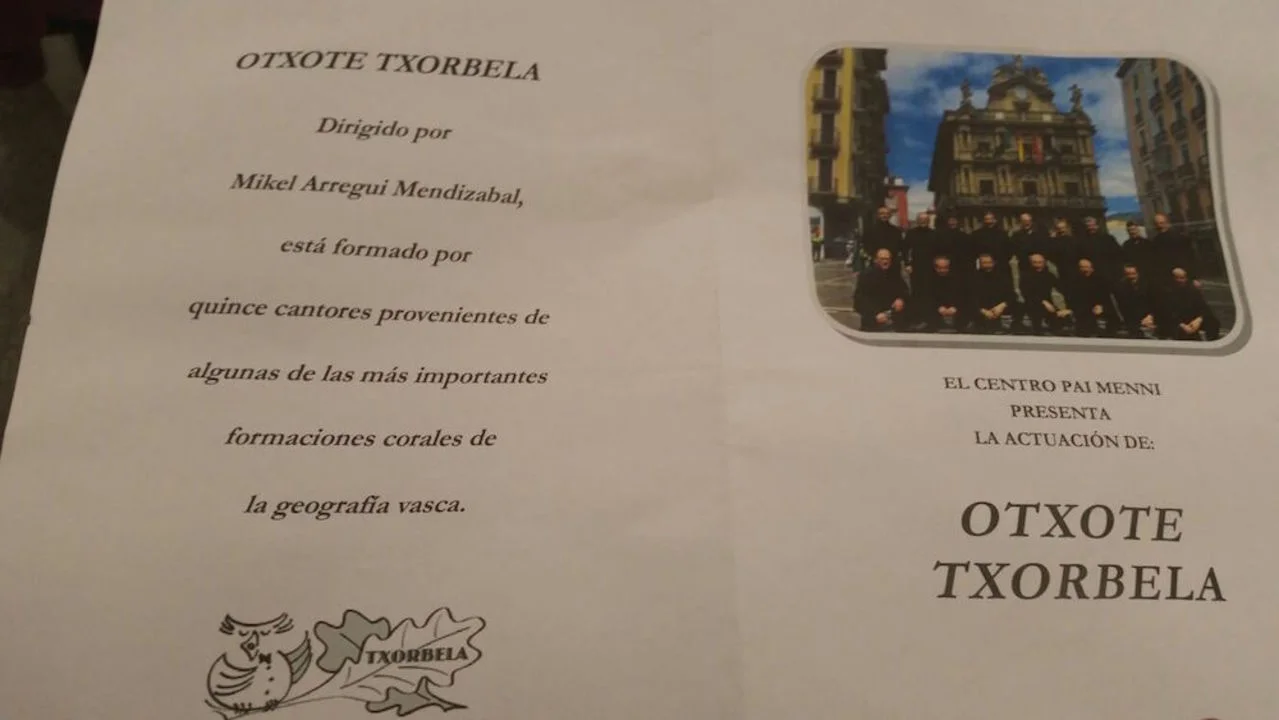 OTXOTE TXORBELA
Dirigido por
Mikel Arregui Mendizabal,
está formado por
quince cantores provenientes de
algunas de las más importantes
formaciones corales de
la geografía vasca.
TXORBELA
EL CENTRO PAI MENNI
PRESENTA
LA ACTUACIÓN DE:
OTXOTE
TXORBELA